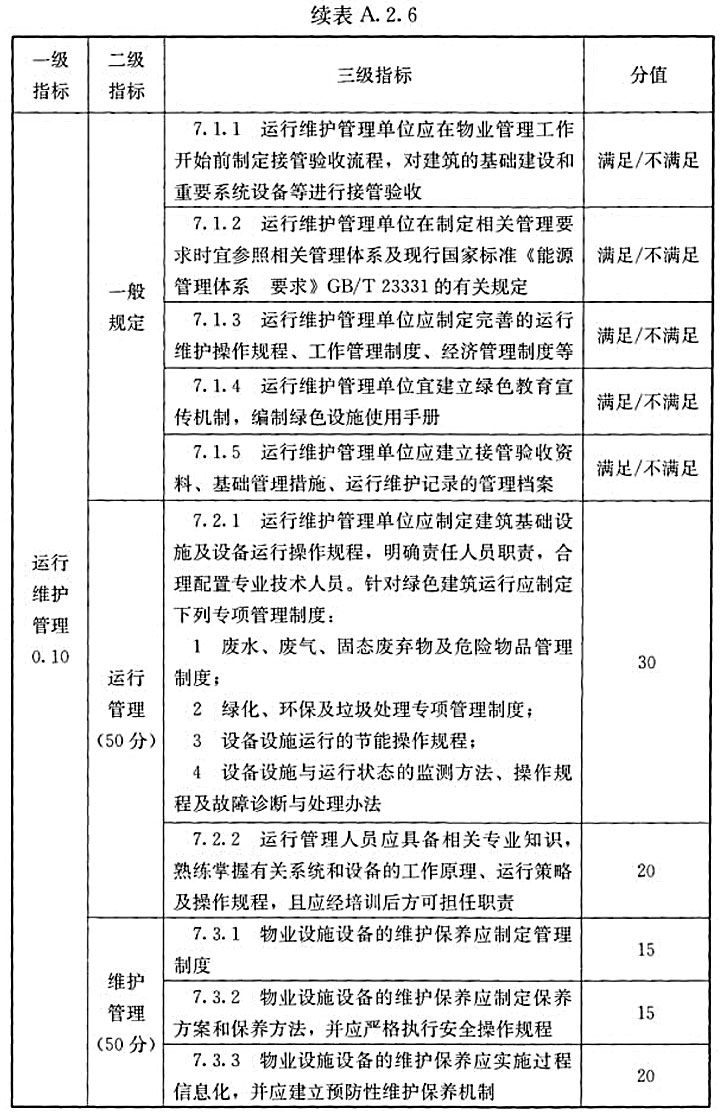 续表 A.2.6
一级
指标
二级
指标
三级指标
分值
运行
维护
管理
0.10
一般
规定
7.1.1 运行维护管理单位应在物业管理工作
开始前制定接管验收流程，对建筑的基础建设和
重要系统设备等进行接管验收
满足/不满足
7.1.2 运行维护管理单位在制定相关管理要
求时宜参照相关管理体系及现行国家标准《能源
管理体系 要求》GB/T 23331的有关规定
满足/不满足
7.1.3 运行维护管理单位应制定完善的运行
维护操作规程、工作管理制度、经济管理制度等
满足/不满足
7.1.4 运行维护管理单位宜建立绿色教育宣
传机制，编制绿色设施使用手册
满足/不满足
7.1.5 运行维护管理单位应建立接管验收资
料、基础管理措施、运行维护记录的管理档案
满足/不满足
运行
管理
（50分）
7.2.1 运行维护管理单位应制定建筑基础设
施及设备运行操作规程，明确责任人员职责，合
理配置专业技术人员。针对绿色建筑运行应制定
下列专项管理制度：
1 废水、废气、固态废弃物及危险物品管理
制度；
2 绿化、环保及垃圾处理专项管理制度；
3 设备设施运行的节能操作规程；
4 设备设施与运行状态的监测方法、操作规
程及故障诊断与处理办法
30
7.2.2 运行管理人员应具备相关专业知识，
熟练掌握有关系统和设备的工作原理、运行策略
及操作规程，且应经培训后方可担任职责
20
维护
管理
（50分）
7.3.1 物业设施设备的维护保养应制定管理
制度
15
7.3.2 物业设施设备的维护保养应制定保养
方案和保养方法，并应严格执行安全操作规程
15
7.3.3 物业设施设备的维护保养应实施过程
信息化，并应建立预防性维护保养机制
20